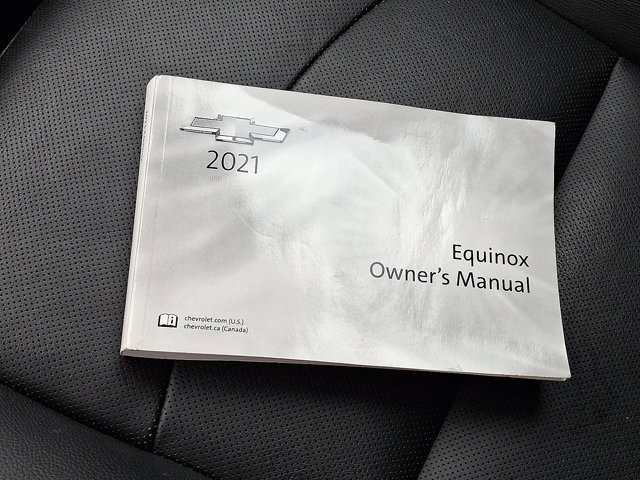 2021
Equinox
Owner's Manual
chevrolet.com (U.S.)
chevrolet.ca (Canada)